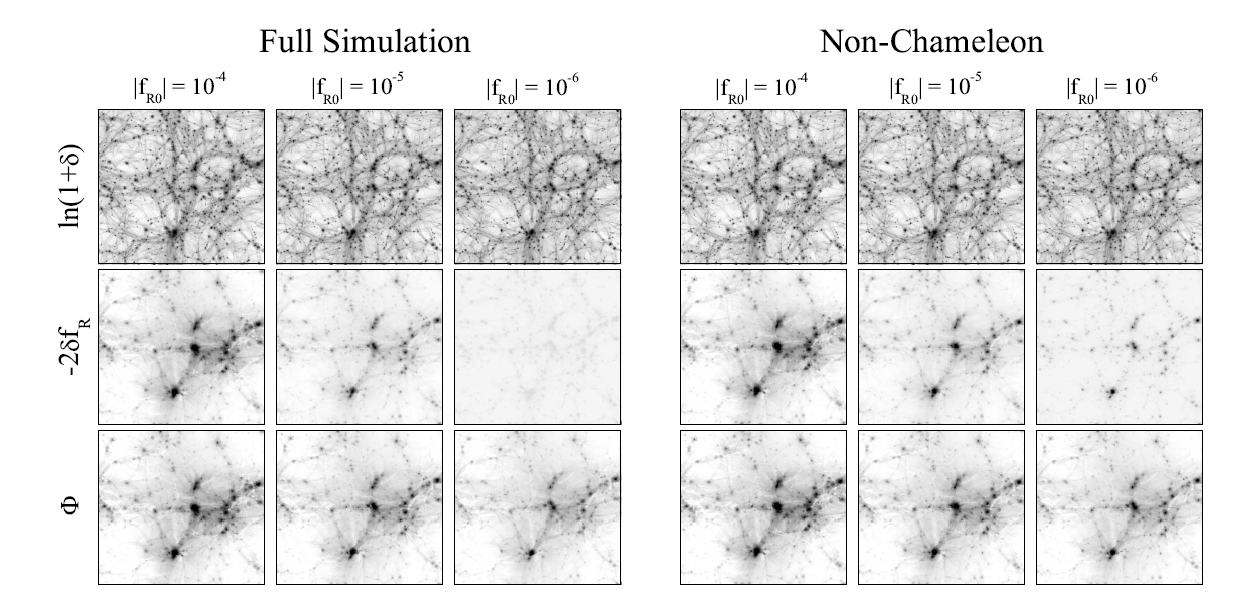 Full Simulation Non-Chameleon
|f_R0| = 10^-4 |f_R0| = 10^-5 |f_R0| = 10^-6 |f_R0| = 10^-4 |f_R0| = 10^-5 |f_R0| = 10^-6
ln(1+δ)
-2δf_R
Φ